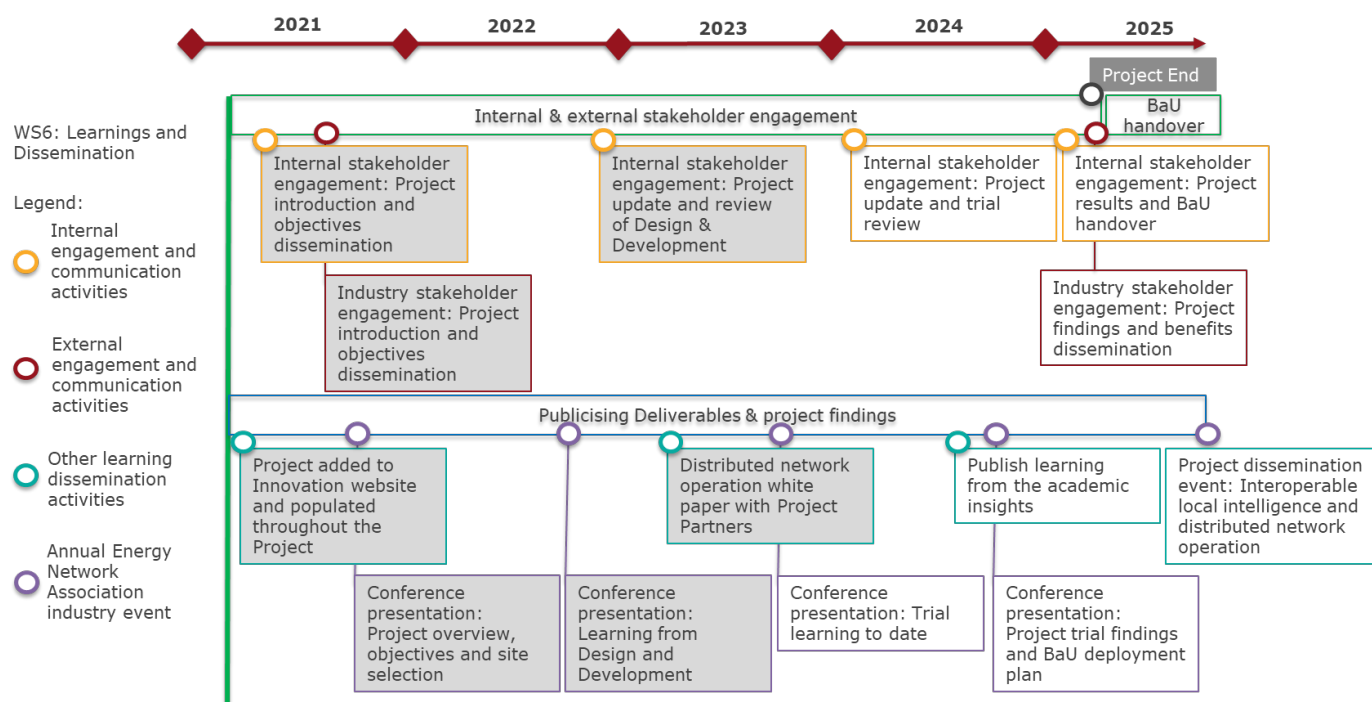 2021
2022
2023
2024
2025
Project End
Internal & external stakeholder engagement
BaU
handover
WS6: Learnings and
Dissemination
Internal stakeholder
engagement: Project
introduction and
objectives
dissemination
Internal stakeholder
engagement: Project
update and review
of Design &
Development
Internal stakeholder
engagement: Project
update and trial
review
Internal stakeholder
engagement: Project
results and BaU
handover
Industry stakeholder
engagement: Project
introduction and
objectives
dissemination
Industry stakeholder
engagement: Project
findings and benefits
dissemination
Legend:
Internal
engagement and
communication
activities
External
engagement and
communication
activities
Other learning
dissemination
activities
Annual Energy
Network
Association
industry event
Publicising Deliverables & project findings
Project added to
Innovation website
and populated
throughout the
Project
Distributed network
operation white
paper with Project
Partners
Publish learning
from the academic
insights
Project dissemination
event: Interoperable
local intelligence and
distributed network
operation
Conference
presentation:
Project overview,
objectives and site
selection
Conference
presentation:
Learning from
Design and
Development
Conference
presentation: Trial
learning to date
Conference
presentation:
Project trial findings
and BaU deployment
plan